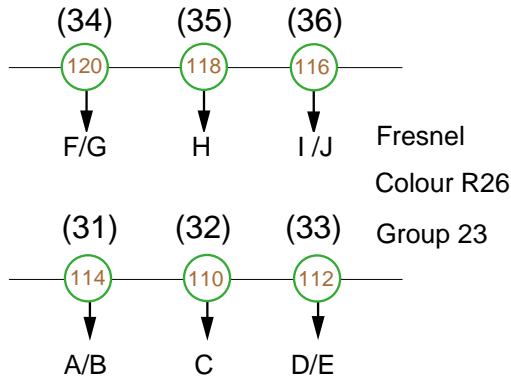 (34) (35) (36)
120 118 116
F/G H I /J
Fresnel
Colour R26
Group 23
(31) (32) (33)
114 110 112
A/B C D/E